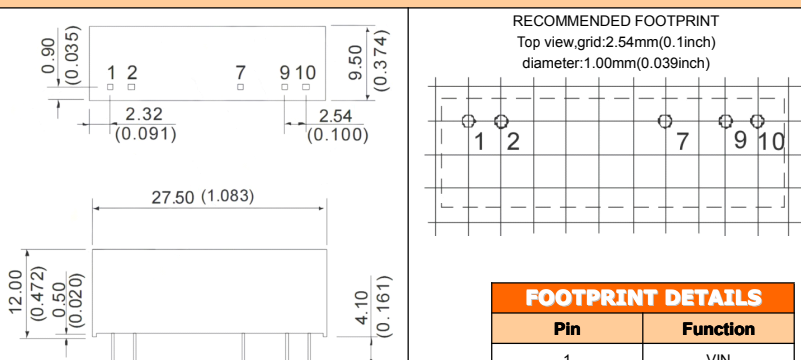 0.90
(0.035)
1 2 7 9 10
9.50
(0.374)
2.32
(0.091)
2.54
(0.100)
27.50 (1.083)
12.00
(0.472)
0.50
(0.020)
4.10
(0.161)
RECOMMENDED FOOTPRINT
Top view,grid:2.54mm(0.1inch)
diameter:1.00mm(0.039inch)
1 2 7 9 10
FOOTPRINT DETAILS
Pin Function
1 VIN